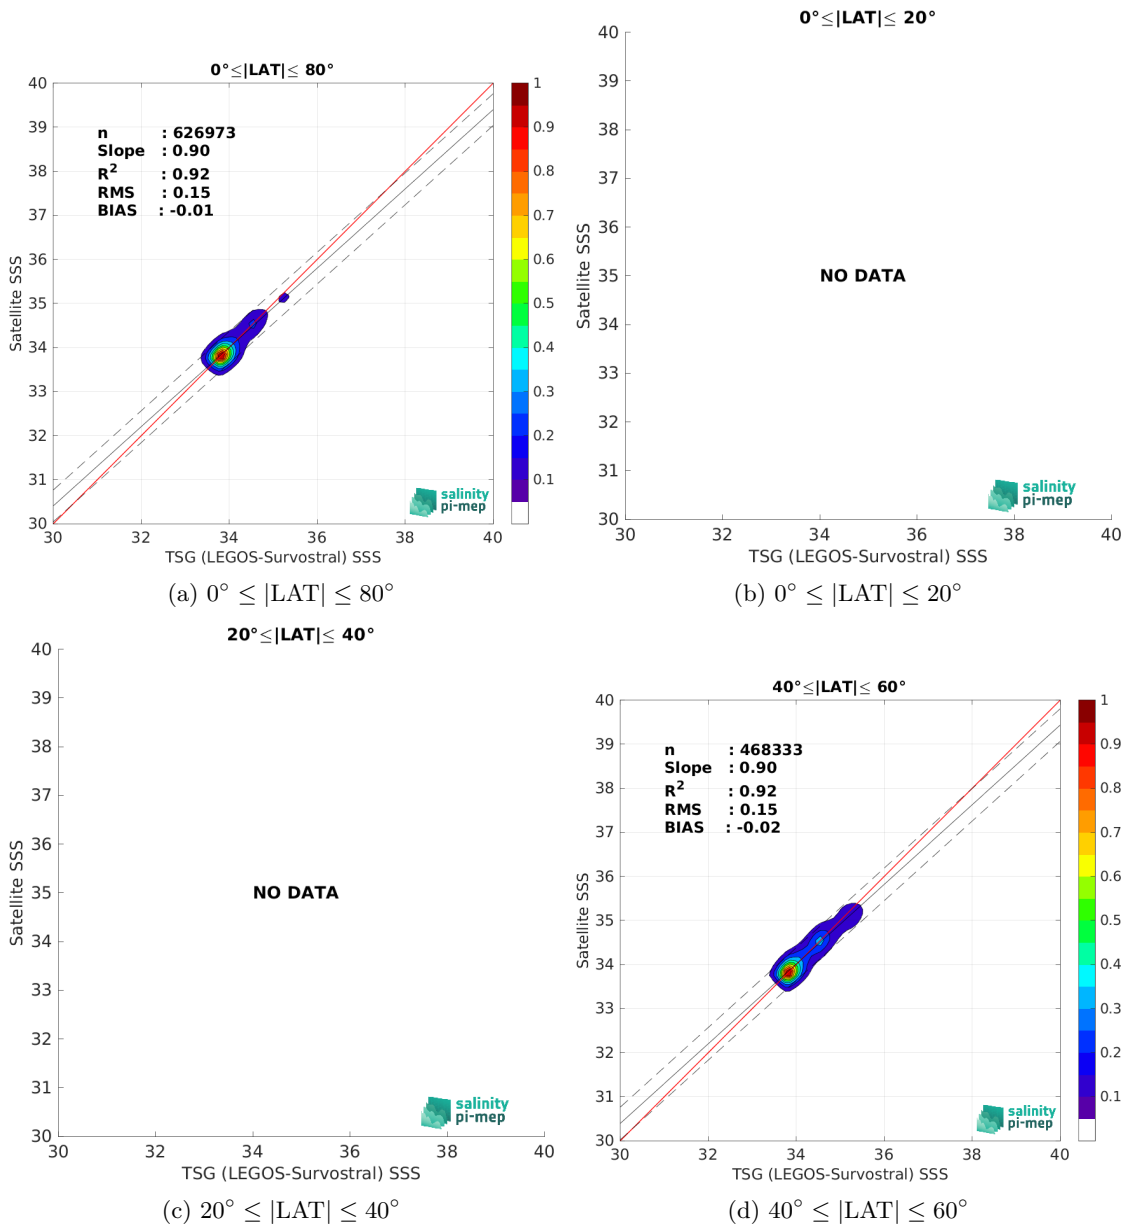 0°≤|LAT|≤ 80°
40
39
38
37
36
35
34
33
32
31
30
Satellite SSS
n : 626973
Slope : 0.90
R² : 0.92
RMS : 0.15
BIAS : -0.01
salinity
pi-mep
30 32 34 36 38 40
TSG (LEGOS-Survostral) SSS
1
0.9
0.8
0.7
0.6
0.5
0.4
0.3
0.2
0.1
(a) 0° ≤ |LAT| ≤ 80°
0°≤|LAT|≤ 20°
40
39
38
37
36
35
34
33
32
31
30
Satellite SSS
NO DATA
salinity
pi-mep
30 32 34 36 38 40
TSG (LEGOS-Survostral) SSS
(b) 0° ≤ |LAT| ≤ 20°
20°≤|LAT|≤ 40°
40
39
38
37
36
35
34
33
32
31
30
Satellite SSS
NO DATA
salinity
pi-mep
30 32 34 36 38 40
TSG (LEGOS-Survostral) SSS
(c) 20° ≤ |LAT| ≤ 40°
40°≤|LAT|≤ 60°
40
39
38
37
36
35
34
33
32
31
30
Satellite SSS
n : 468333
Slope : 0.90
R² : 0.92
RMS : 0.15
BIAS : -0.02
salinity
pi-mep
30 32 34 36 38 40
TSG (LEGOS-Survostral) SSS
1
0.9
0.8
0.7
0.6
0.5
0.4
0.3
0.2
0.1
(d) 40° ≤ |LAT| ≤ 60°